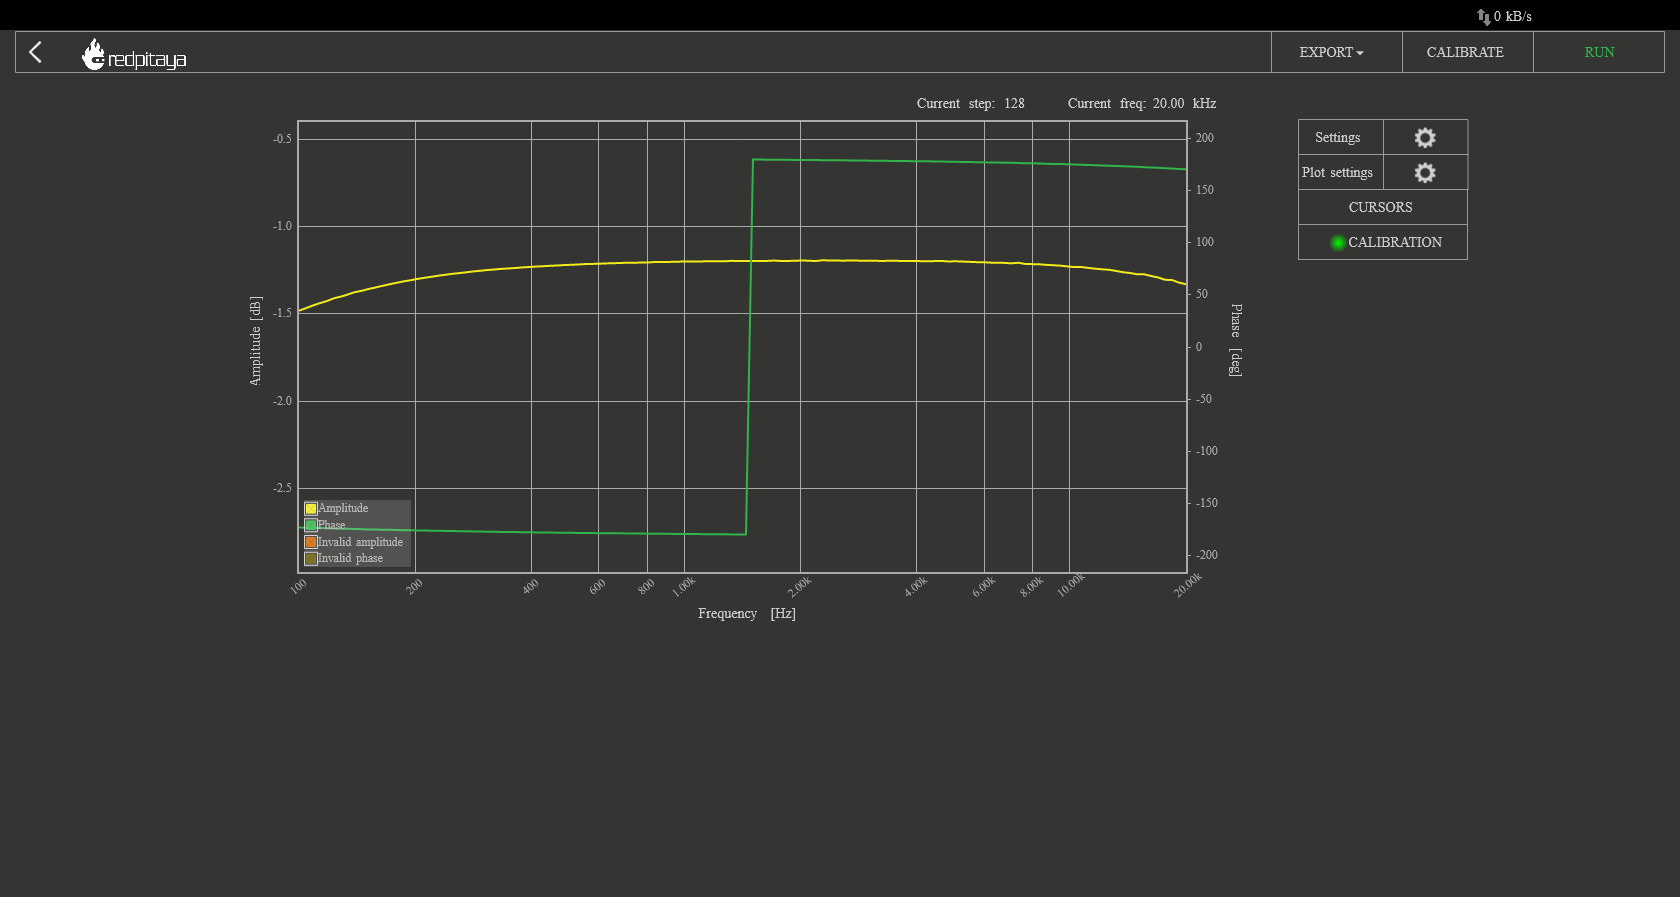 0 kB/s
redpitaya
EXPORT
CALIBRATE
RUN
Current step: 128
Current freq: 20.00 kHz
Settings
Plot settings
CURSORS
CALIBRATION
-0.5
-1.0
-1.5
-2.0
-2.5
Amplitude [dB]
200
150
100
50
0
-50
-100
-150
-200
Phase [deg]
Amplitude
Phase
Invalid amplitude
Invalid phase
100
200
400
600
800
1.00k
2.00k
4.00k
6.00k
8.00k
10.00k
20.00k
Frequency [Hz]